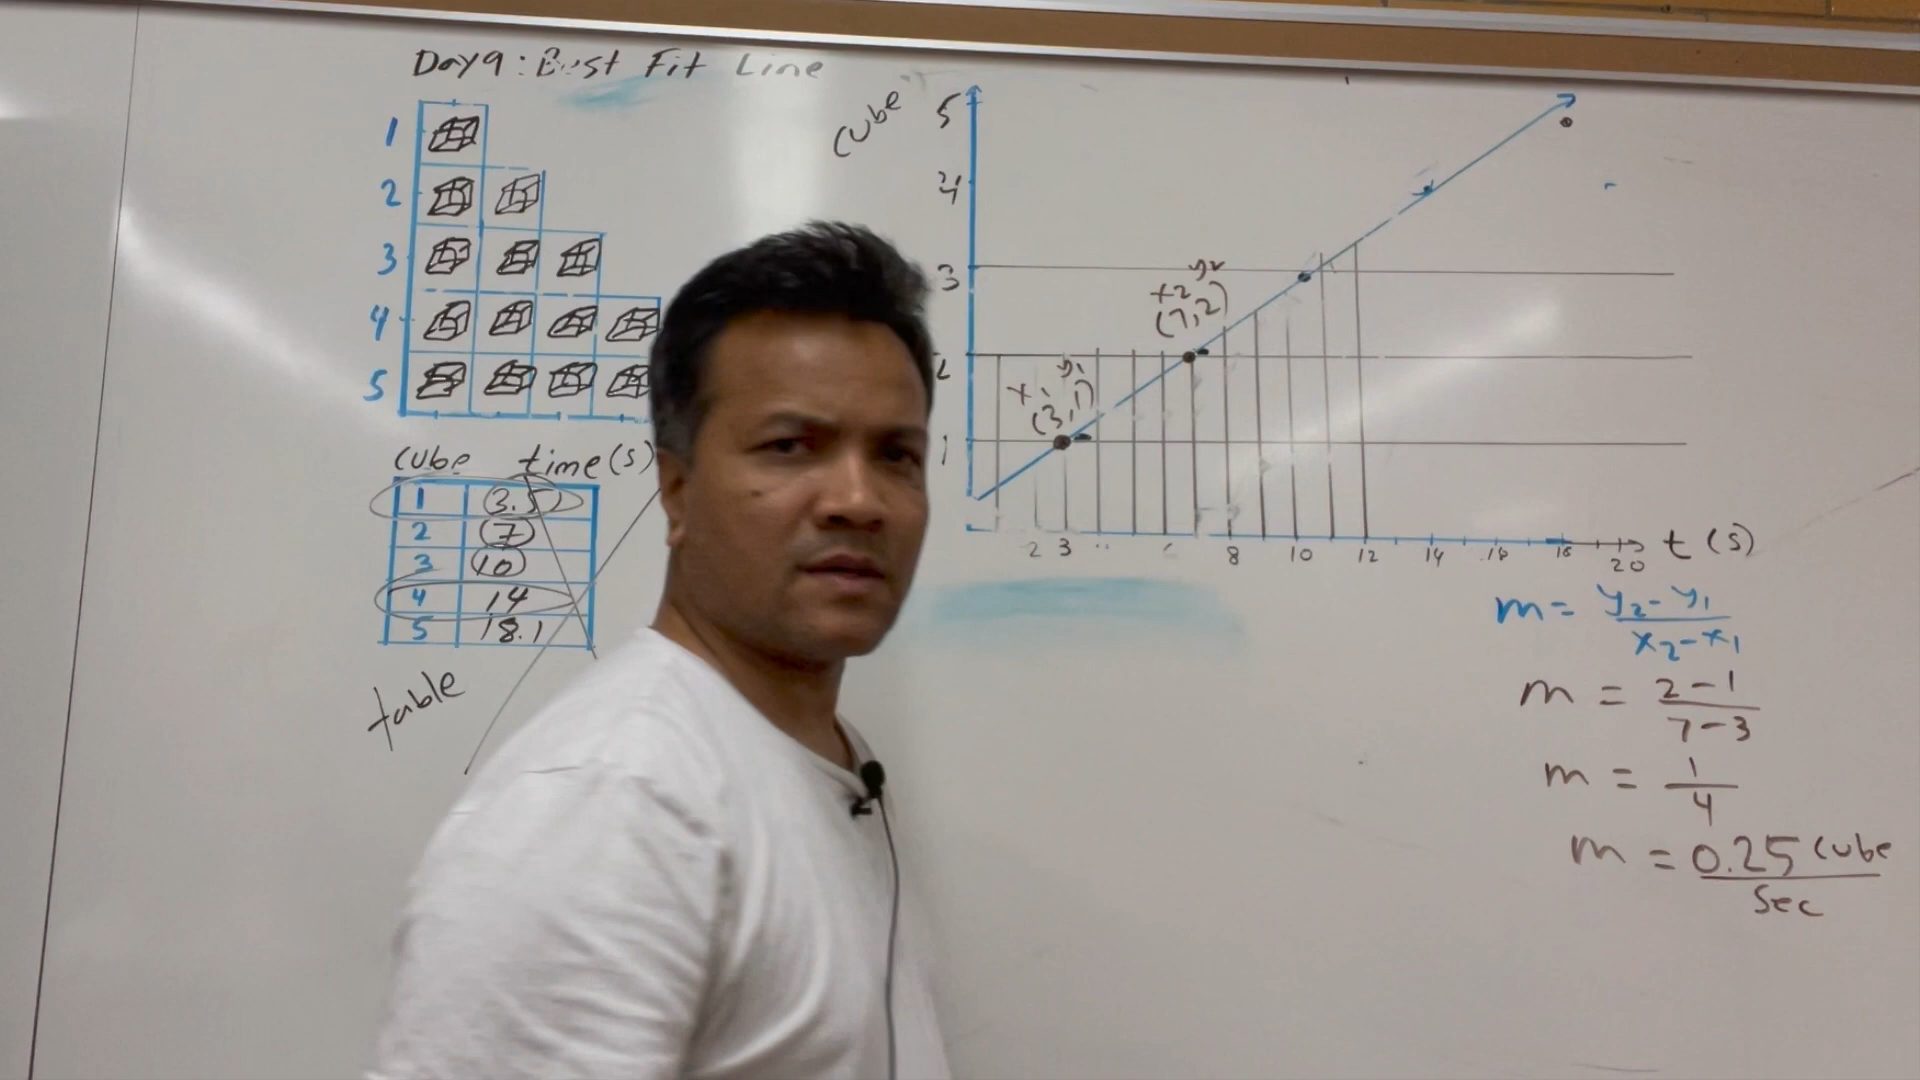 Day 9: Best Fit Line
1
2
3
4
5
cube time(s)
1 3.5
2 7
3 10
4 14
5 18.1
table
cube
5
4
3
2
1
x2 y2
(7,2)
x1 y1
(3,1)
2 3 8 10 12 14 16 18 20 t(s)
m = y2 - y1 / x2 - x1
m = 2 - 1 / 7 - 3
m = 1 / 4
m = 0.25 cube / sec